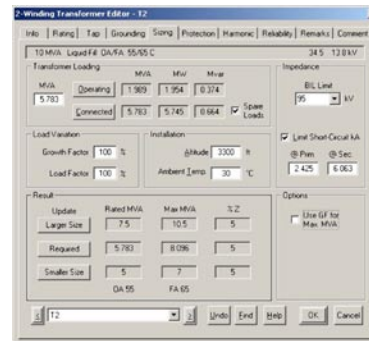 2-Winding Transformer Editor - T2
Info Rating Tap Grounding Sizing Protection Harmonic Reliability Remarks Comment
10 MVA Liquid-Fill OA/FA 55/65 C 34.5 13.8 kV
Transformer Loading
MVA MW Mvar
MVA
5.783
Operating 1.989 1.954 0.374
Connected 5.783 5.745 0.664
Spare Loads
Impedance
BIL Limit
95 kV
Limit Short-Circuit kA
@ Prim. @ Sec.
2.425 6.063
Load Variation
Growth Factor 100 %
Load Factor 100 %
Installation
Altitude 3300 ft
Ambient Temp. 30 °C
Result
Update Rated MVA Max MVA % Z
Larger Size 7.5 10.5 5
Required 5.783 8.096 5
Smaller Size 5 7 5
OA 55 FA 65
Options
Use GF for
Max. MVA
T2
Undo Find Help OK Cancel